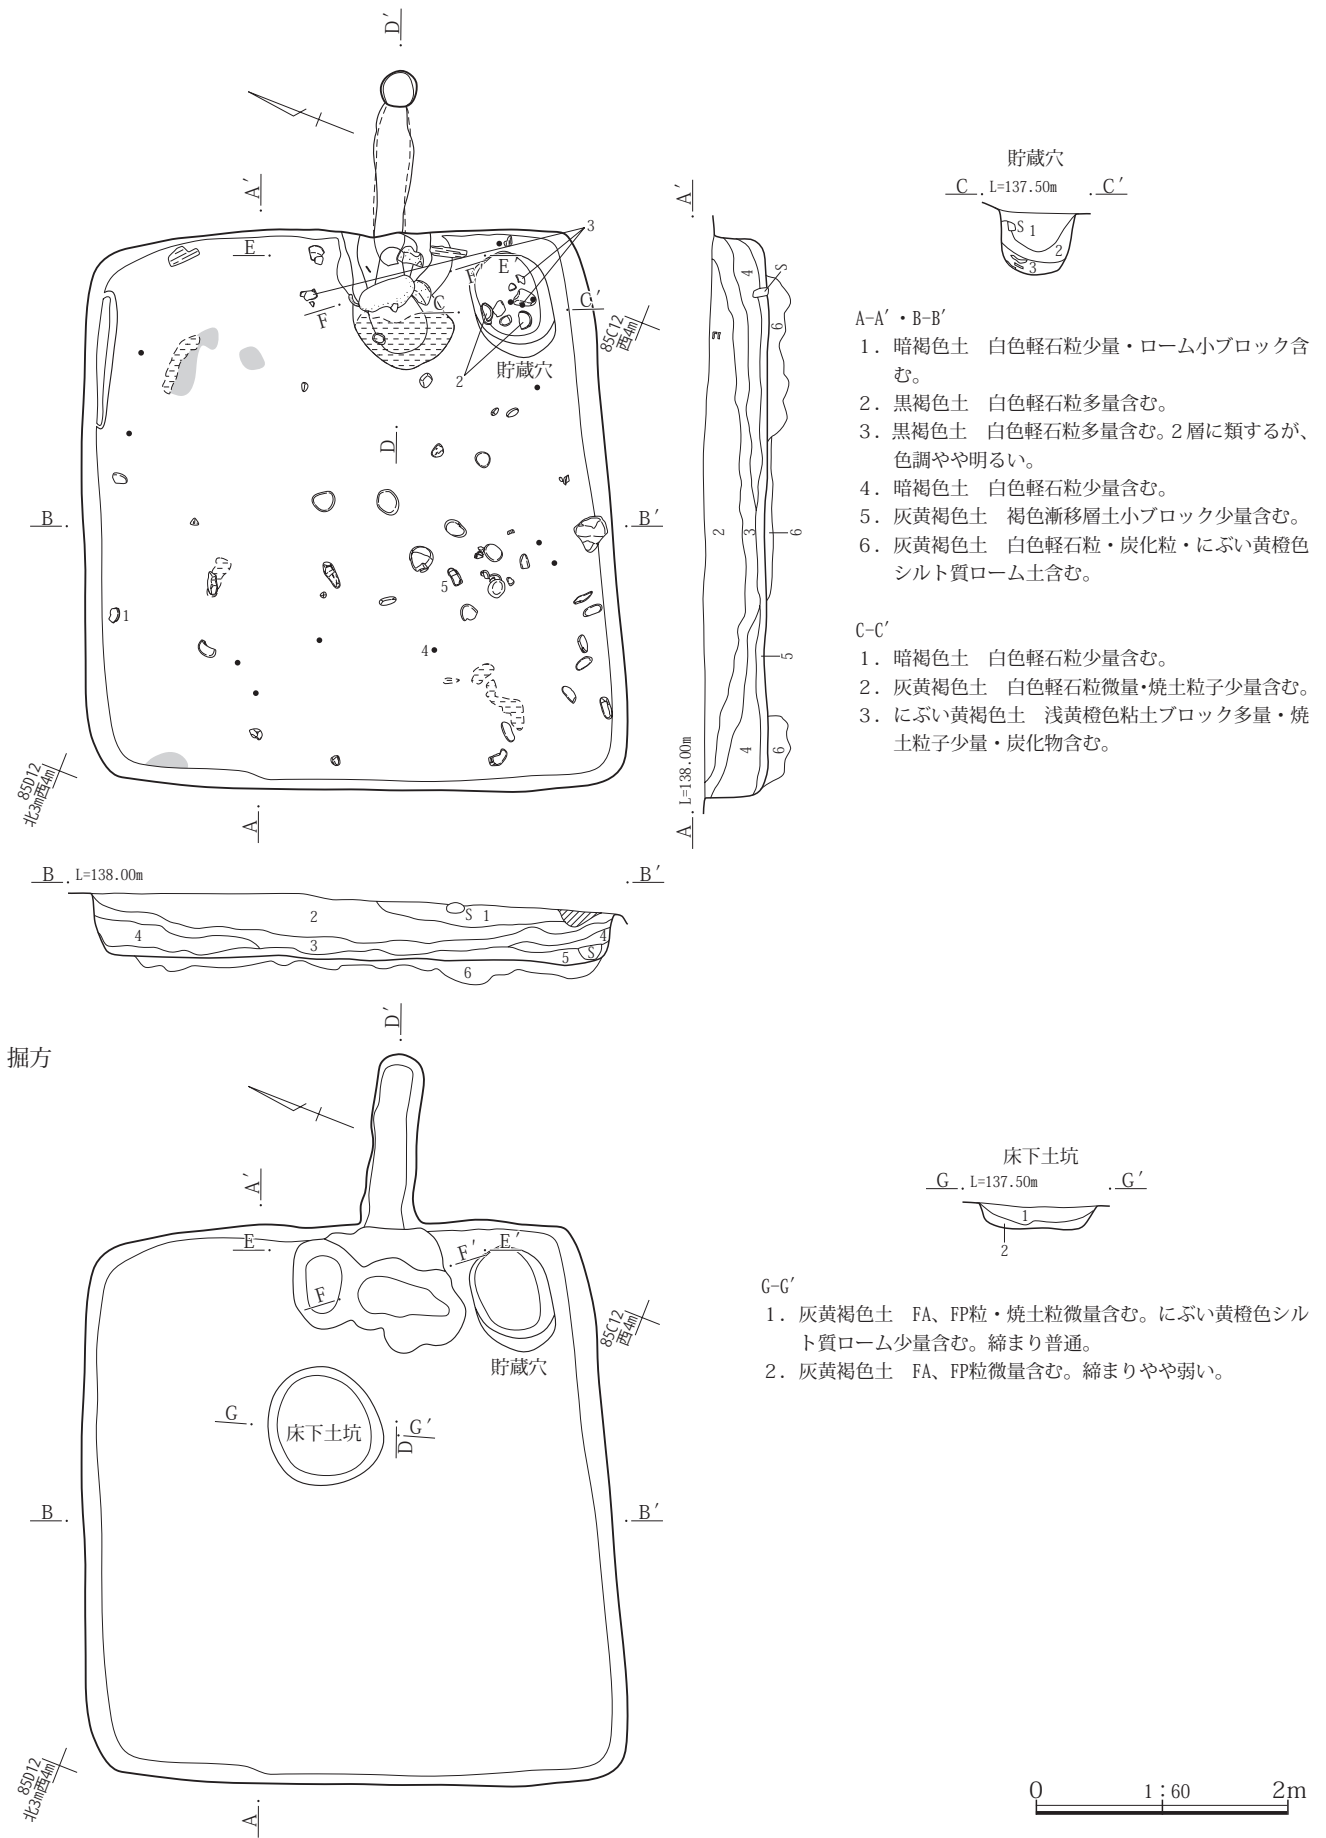 D′
A′
E
E′
F
F′
C
C′
3
2
貯蔵穴
85C12
西4m
D
B
B′
1
5
4
85D12
北3m西4m
A
A′
4
S
6
2
3
6
5
4
6
A L=138.00m
貯蔵穴
C L=137.50m C′
S 1
2
3
A-A′・B-B′
1．暗褐色土　白色軽石粒少量・ローム小ブロック含
む。
2．黒褐色土　白色軽石粒多量含む。
3．黒褐色土　白色軽石粒多量含む。2層に類するが、
色調やや明るい。
4．暗褐色土　白色軽石粒少量含む。
5．灰黄褐色土　褐色漸移層土小ブロック少量含む。
6．灰黄褐色土　白色軽石粒・炭化粒・にぶい黄橙色
シルト質ローム土含む。
C-C′
1．暗褐色土　白色軽石粒少量含む。
2．灰黄褐色土　白色軽石粒微量・焼土粒子少量含む。
3．にぶい黄褐色土　浅黄橙色粘土ブロック多量・焼
土粒子少量・炭化物含む。
B L=138.00m B′
2
S 1
4
3
4
5
S
6
掘方
D′
A′
E
E′
F′
F
85C12
西4m
貯蔵穴
G
床下土坑
G′
D
B
B′
85D12
北3m西4m
A
床下土坑
G L=137.50m G′
1
2
G-G′
1．灰黄褐色土　FA、FP粒・焼土粒微量含む。にぶい黄橙色シル
ト質ローム少量含む。締まり普通。
2．灰黄褐色土　FA、FP粒微量含む。締まりやや弱い。
0 1：60 2m